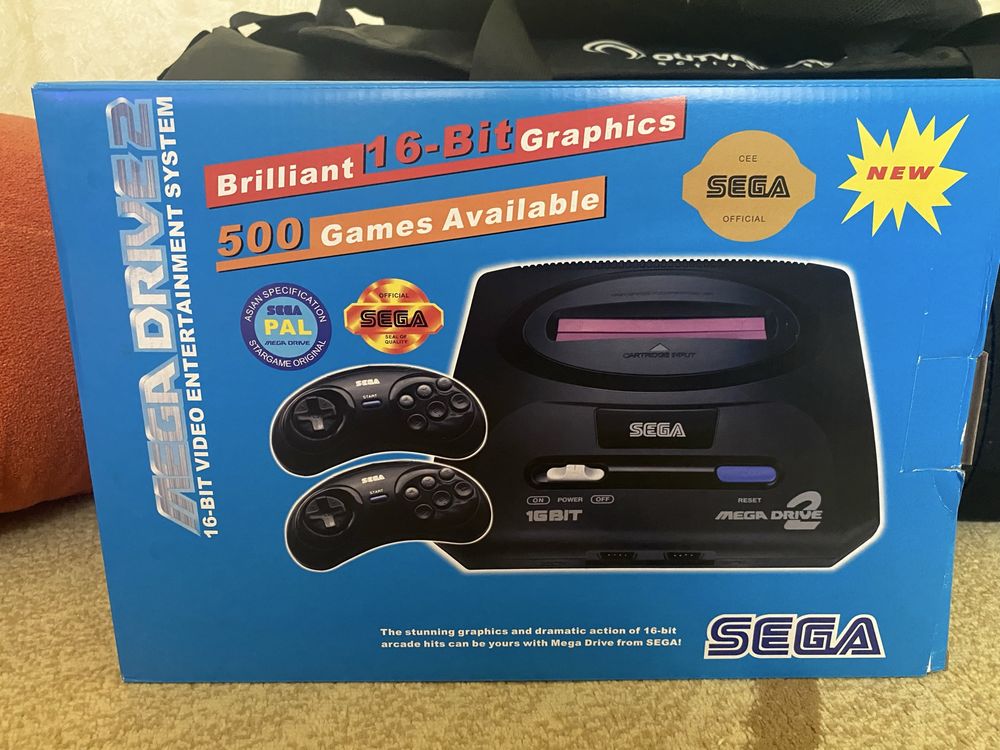 MEGA DRIVE 2
16-BIT VIDEO ENTERTAINMENT SYSTEM
Brilliant 16-Bit Graphics
500 Games Available
CEE
SEGA
OFFICIAL
NEW
ASIAN SPECIFICATION
SEGA
PAL
MEGA DRIVE
STARGAME ORIGINAL
OFFICIAL
SEGA
SEAL OF
QUALITY
CARTRIDGE INPUT
SEGA
START
SEGA
START
SEGA
ON POWER OFF
RESET
16BIT
MEGA DRIVE 2
The stunning graphics and dramatic action of 16-bit
arcade hits can be yours with Mega Drive from SEGA!
SEGA